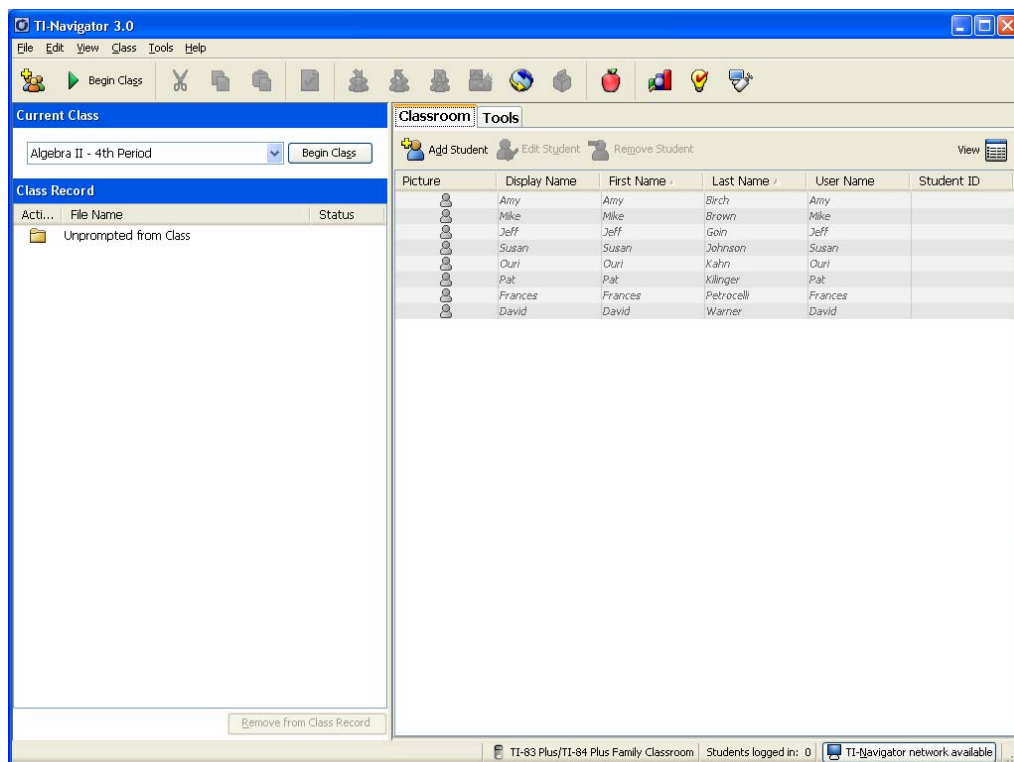 TI-Navigator 3.0
File Edit View Class Tools Help
Begin Class
Current Class
Algebra II - 4th Period Begin Class
Class Record
Acti... File Name Status
Unprompted from Class
Remove from Class Record
Classroom Tools
Add Student Edit Student Remove Student View
Picture Display Name First Name Last Name User Name Student ID
Amy Amy Birch Amy
Mike Mike Brown Mike
Jeff Jeff Goin Jeff
Susan Susan Johnson Susan
Ouri Ouri Kahn Ouri
Pat Pat Kilinger Pat
Frances Frances Petrocelli Frances
David David Warner David
TI-83 Plus/TI-84 Plus Family Classroom Students logged in: 0 TI-Navigator network available